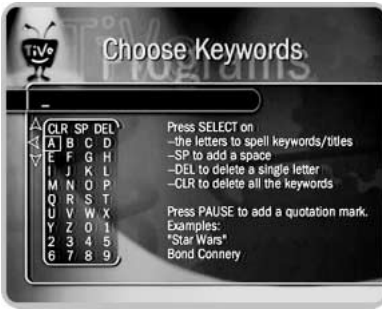 TiVo
TiVo
Choose Keywords
Programs
_
CLR SP DEL
A B C D
E F G H
I J K L
M N O P
Q R S T
U V W X
Y Z 0 1
2 3 4 5
6 7 8 9
Press SELECT on
–the letters to spell keywords/titles
–SP to add a space
–DEL to delete a single letter
–CLR to delete all the keywords
Press PAUSE to add a quotation mark.
Examples:
"Star Wars"
Bond Connery